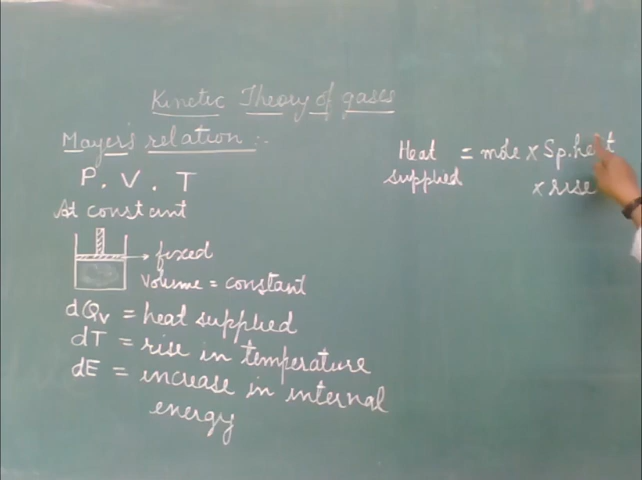 Kinetic Theory of gases
Mayer's relation :-
P. V. T
At constant
fixed
Volume = constant
dQv = heat supplied
dT = rise in temperature
dE = increase in internal
energy
Heat = mole x Sp.heat
supplied
x rise